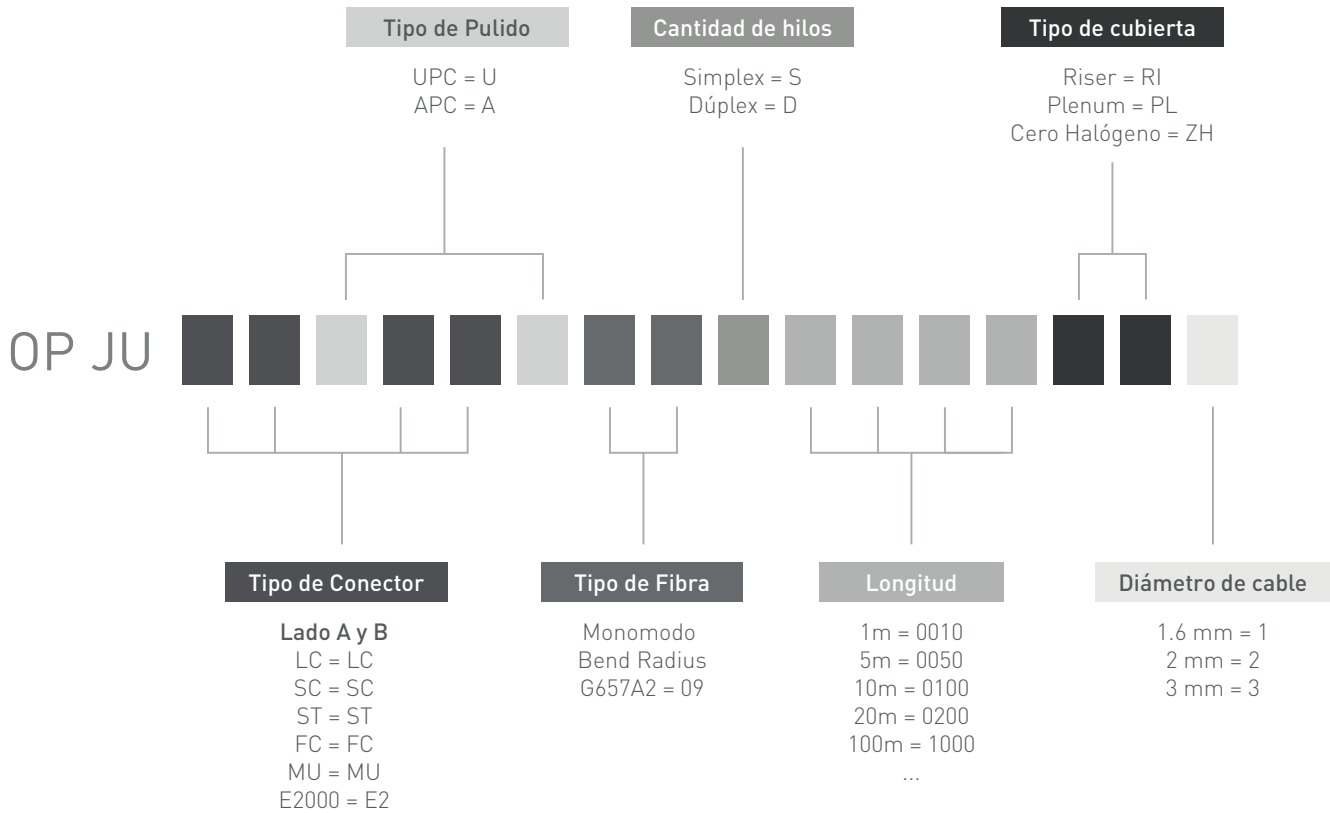 Tipo de Pulido
UPC = U
APC = A
Cantidad de hilos
Simplex = S
Dúplex = D
Tipo de cubierta
Riser = RI
Plenum = PL
Cero Halógeno = ZH
OP JU
Tipo de Conector
Lado A y B
LC = LC
SC = SC
ST = ST
FC = FC
MU = MU
E2000 = E2
Tipo de Fibra
Monomodo
Bend Radius
G657A2 = 09
Longitud
1m = 0010
5m = 0050
10m = 0100
20m = 0200
100m = 1000
...
Diámetro de cable
1.6 mm = 1
2 mm = 2
3 mm = 3